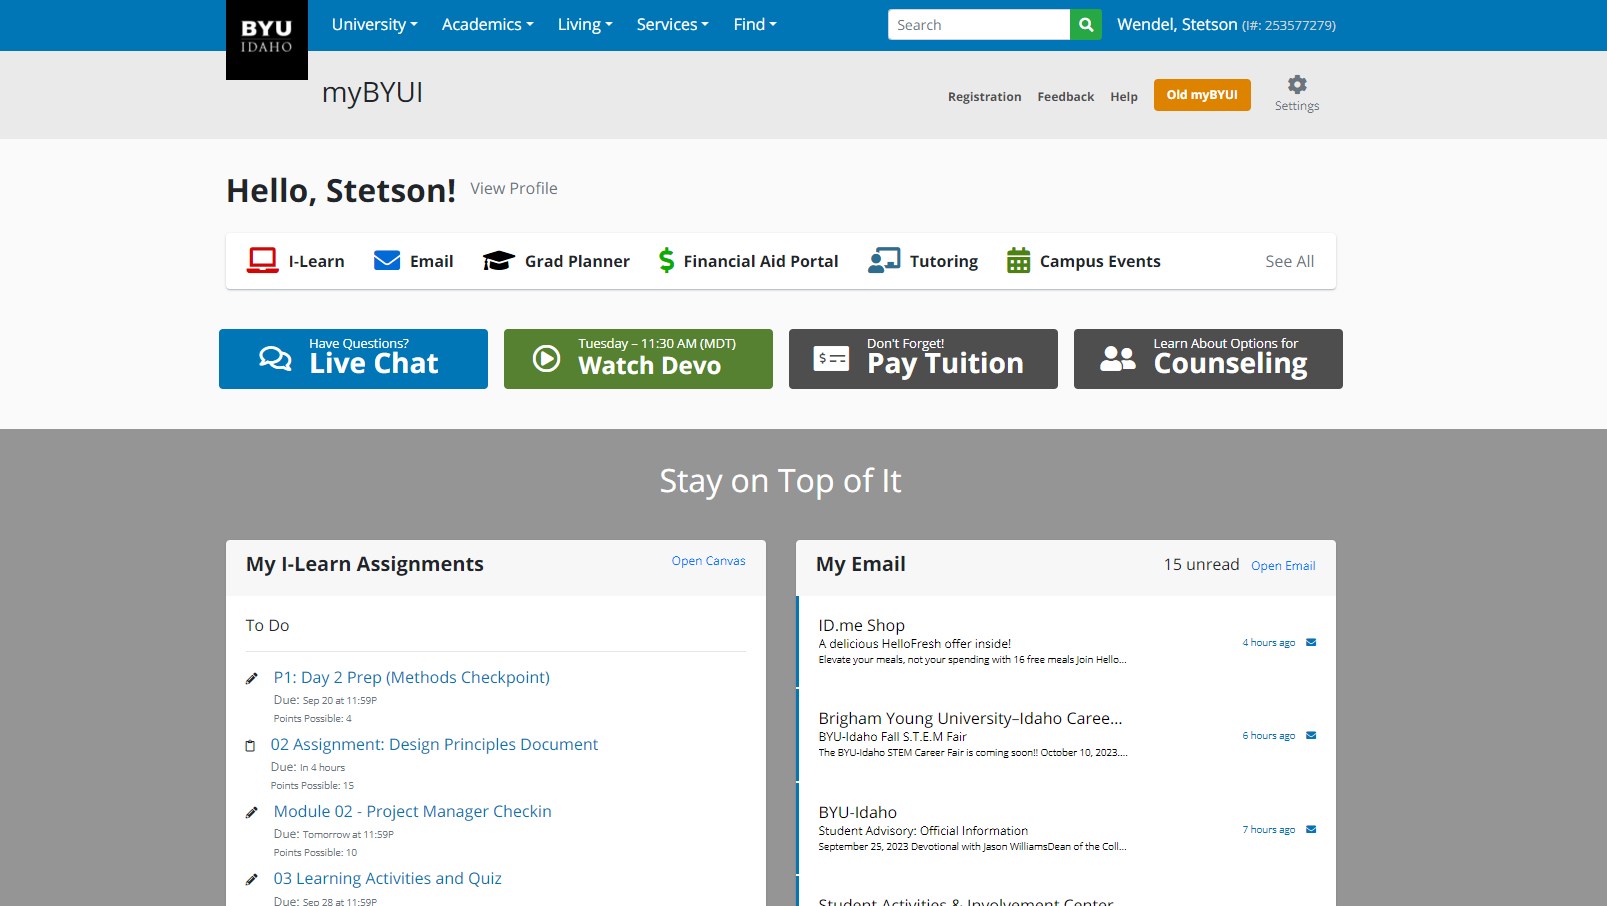 BYU
IDAHO
University
Academics
Living
Services
Find
Search
Wendel, Stetson (I#: 253577279)
myBYUI
Registration
Feedback
Help
Old myBYUI
Settings
Hello, Stetson!
View Profile
I-Learn
Email
Grad Planner
Financial Aid Portal
Tutoring
Campus Events
See All
Have Questions?
Live Chat
Tuesday – 11:30 AM (MDT)
Watch Devo
Don't Forget!
Pay Tuition
Learn About Options for
Counseling
Stay on Top of It
My I-Learn Assignments
Open Canvas
To Do
P1: Day 2 Prep (Methods Checkpoint)
Due: Sep 20 at 11:59P
Points Possible: 4
02 Assignment: Design Principles Document
Due: In 4 hours
Points Possible: 15
Module 02 - Project Manager Checkin
Due: Tomorrow at 11:59P
Points Possible: 10
03 Learning Activities and Quiz
Due: Sep 28 at 11:59P
My Email
15 unread
Open Email
ID.me Shop
A delicious HelloFresh offer inside!
Elevate your meals, not your spending with 16 free meals Join Hello...
4 hours ago
Brigham Young University–Idaho Caree...
BYU-Idaho Fall S.T.E.M Fair
The BYU-Idaho STEM Career Fair is coming soon!! October 10, 2023....
6 hours ago
BYU-Idaho
Student Advisory: Official Information
September 25, 2023 Devotional with Jason WilliamsDean of the Coll...
7 hours ago
Student Activities & Involvement Center